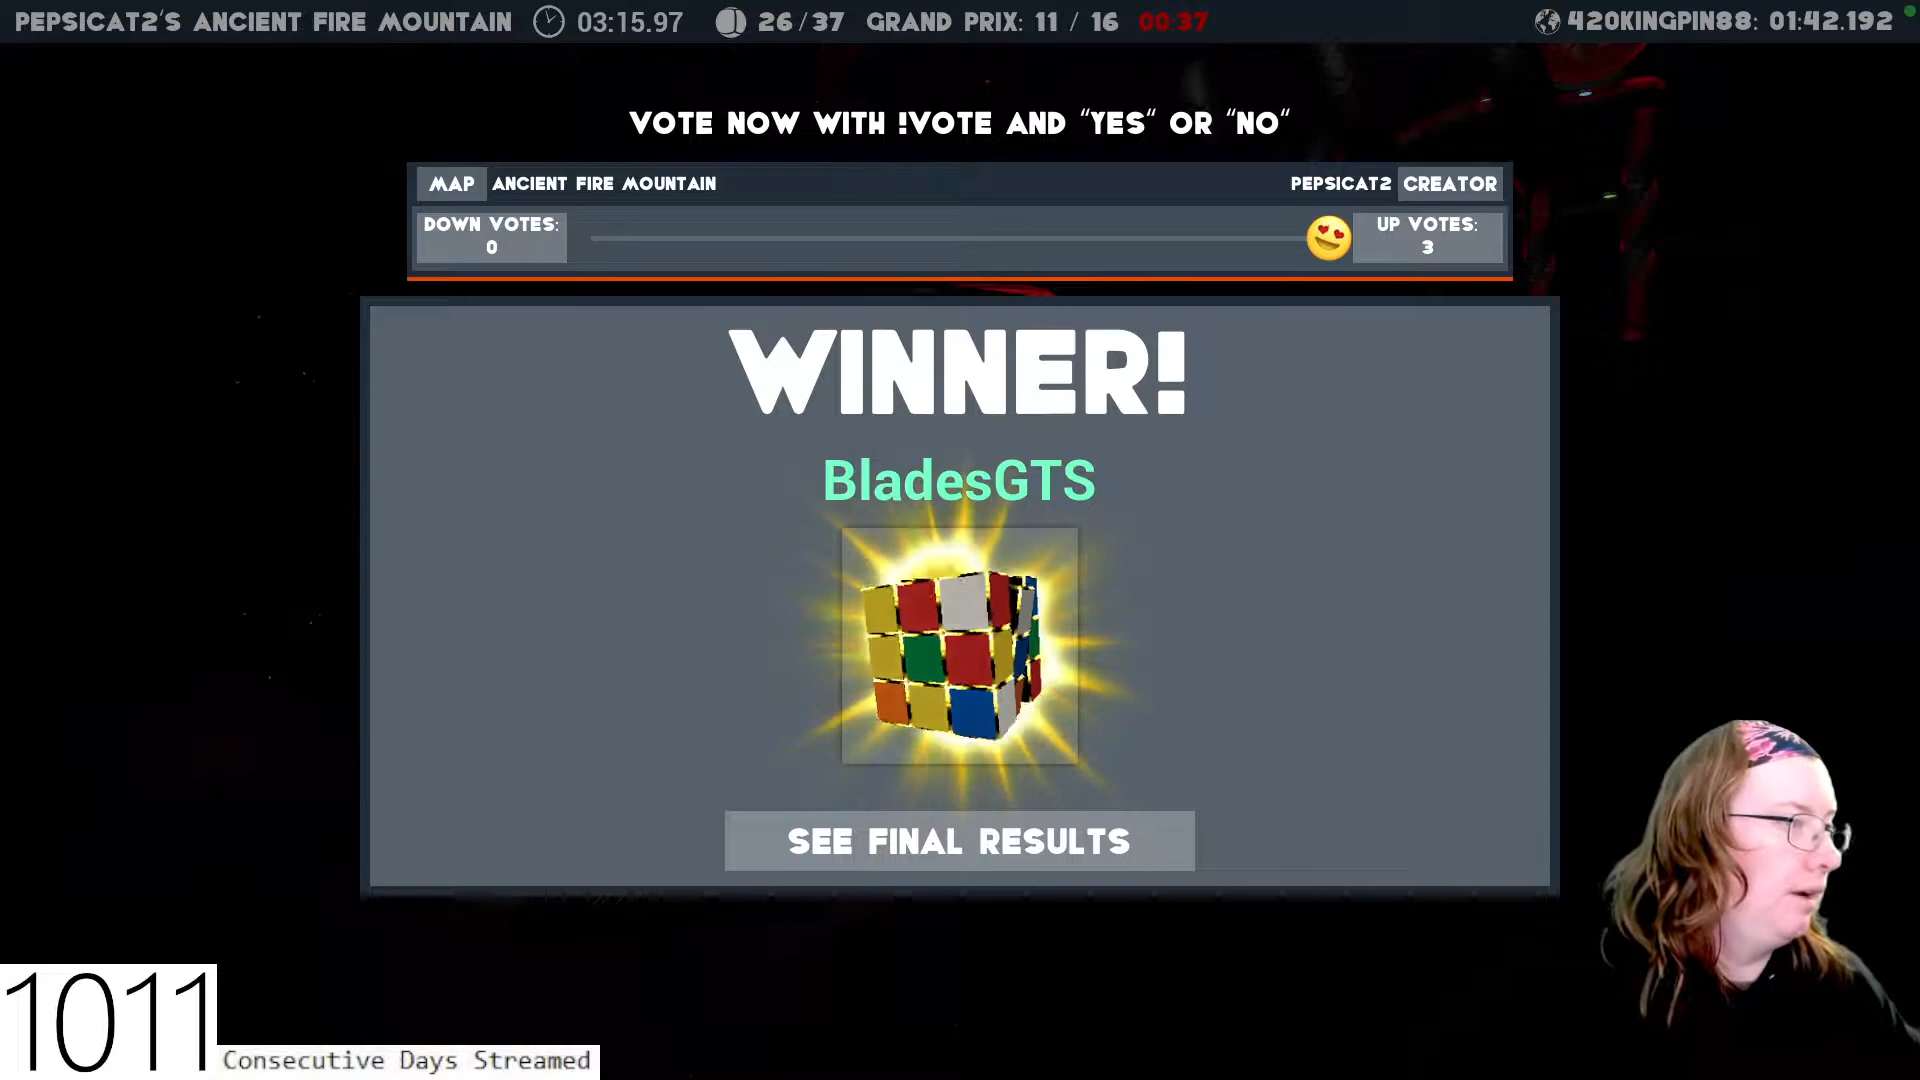 PEPSICAT2'S ANCIENT FIRE MOUNTAIN 03:15.97 26/37 GRAND PRIX: 11 / 16 00:37 420KINGPIN88: 01:42.192
VOTE NOW WITH !VOTE AND “YES“ OR “NO“
MAP ANCIENT FIRE MOUNTAIN PEPSICAT2 CREATOR
DOWN VOTES: UP VOTES:
0 3
WINNER!
BladesGTS
SEE FINAL RESULTS
1011
Consecutive Days Streamed